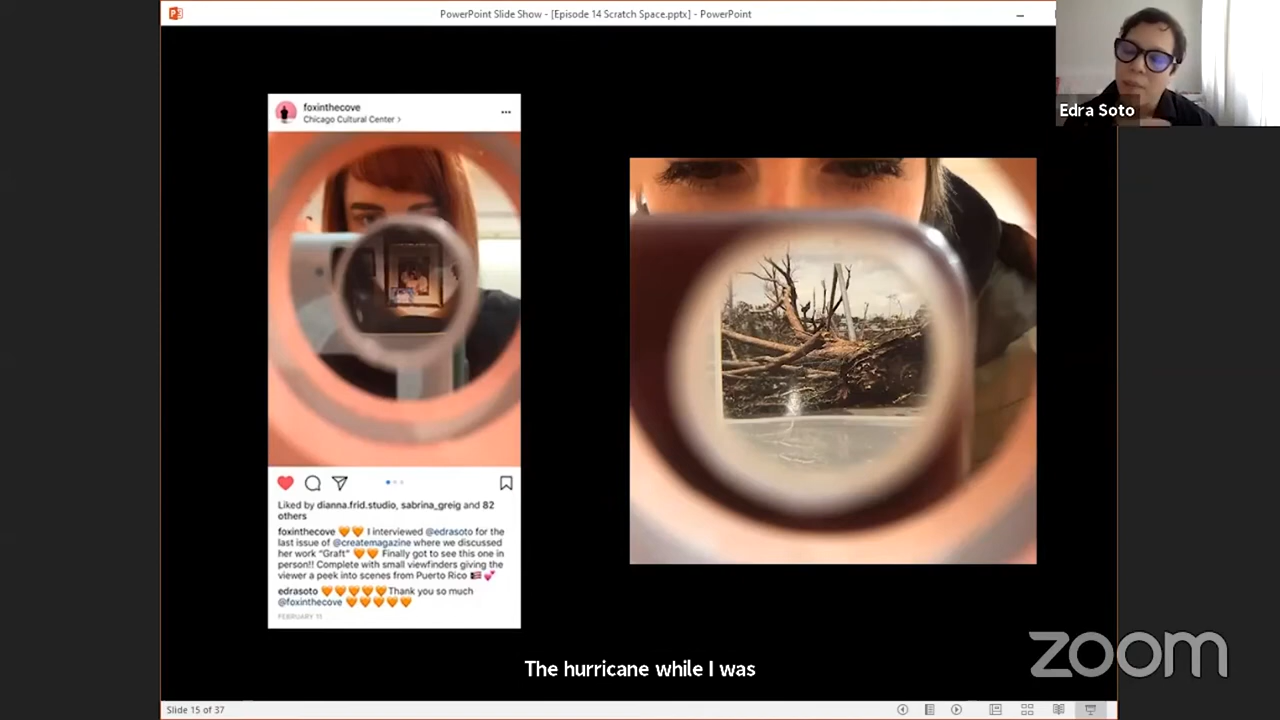 PowerPoint Slide Show - [Episode 14 Scratch Space.pptx] - PowerPoint
Edra Soto
foxinthecove
Chicago Cultural Center >
Liked by dianna.frid.studio, sabrina_greig and 82
others
foxinthecove 🧡🧡 I interviewed @edrasoto for the
last issue of @createmagazine where we discussed
her work "Graft" 🧡🧡 Finally got to see this one in
person!! Complete with small viewfinders giving the
viewer a peek into scenes from Puerto Rico 🇵🇷 💕
edrasoto 🧡🧡🧡🧡🧡Thank you so much
@foxinthecove 🧡🧡🧡🧡🧡
FEBRUARY 11
The hurricane while I was
zoom
Slide 15 of 37